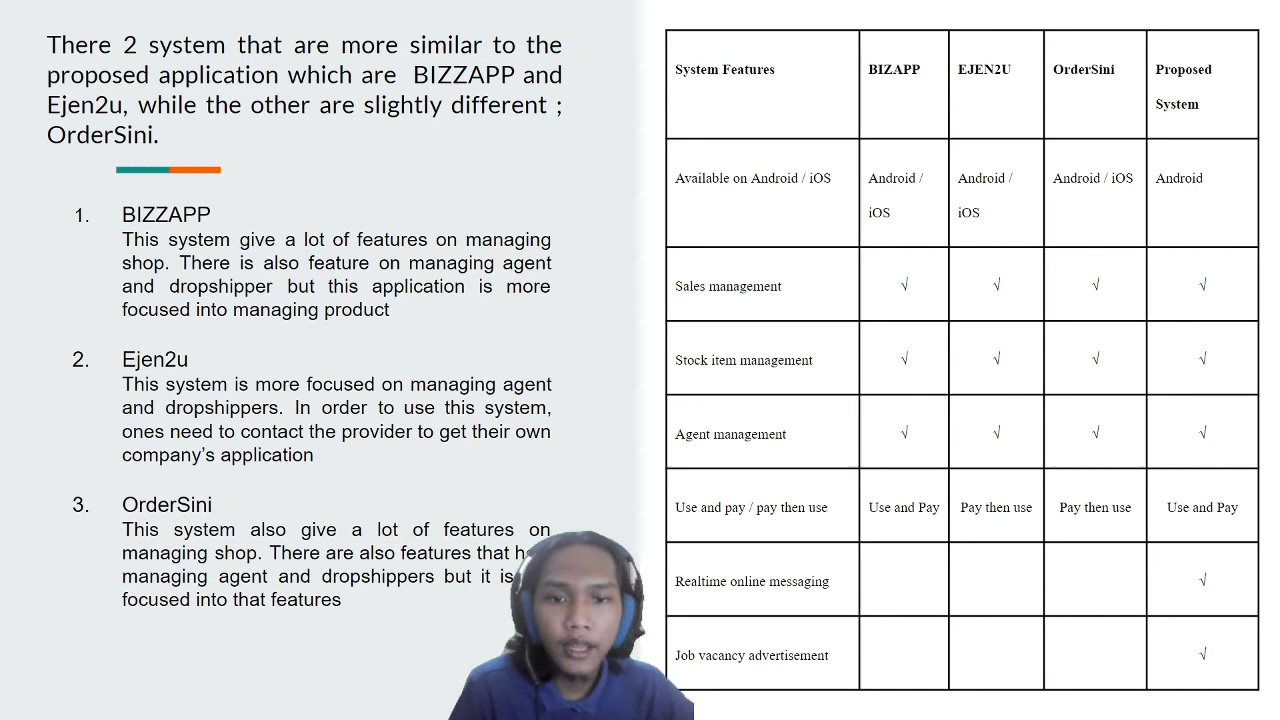 There 2 system that are more similar to the
proposed application which are BIZZAPP and
Ejen2u, while the other are slightly different ;
OrderSini.
1. BIZZAPP
This system give a lot of features on managing
shop. There is also feature on managing agent
and dropshipper but this application is more
focused into managing product
2. Ejen2u
This system is more focused on managing agent
and dropshippers. In order to use this system,
ones need to contact the provider to get their own
company’s application
3. OrderSini
This system also give a lot of features on
managing shop. There are also features that
managing agent and dropshippers but it is
focused into that features
System Features BIZAPP EJEN2U OrderSini Proposed
System
Available on Android / iOS Android / Android / Android / iOS Android
iOS iOS
Sales management √ √ √ √
Stock item management √ √ √ √
Agent management √ √ √ √
Use and pay / pay then use Use and Pay Pay then use Pay then use Use and Pay
Realtime online messaging √
Job vacancy advertisement √